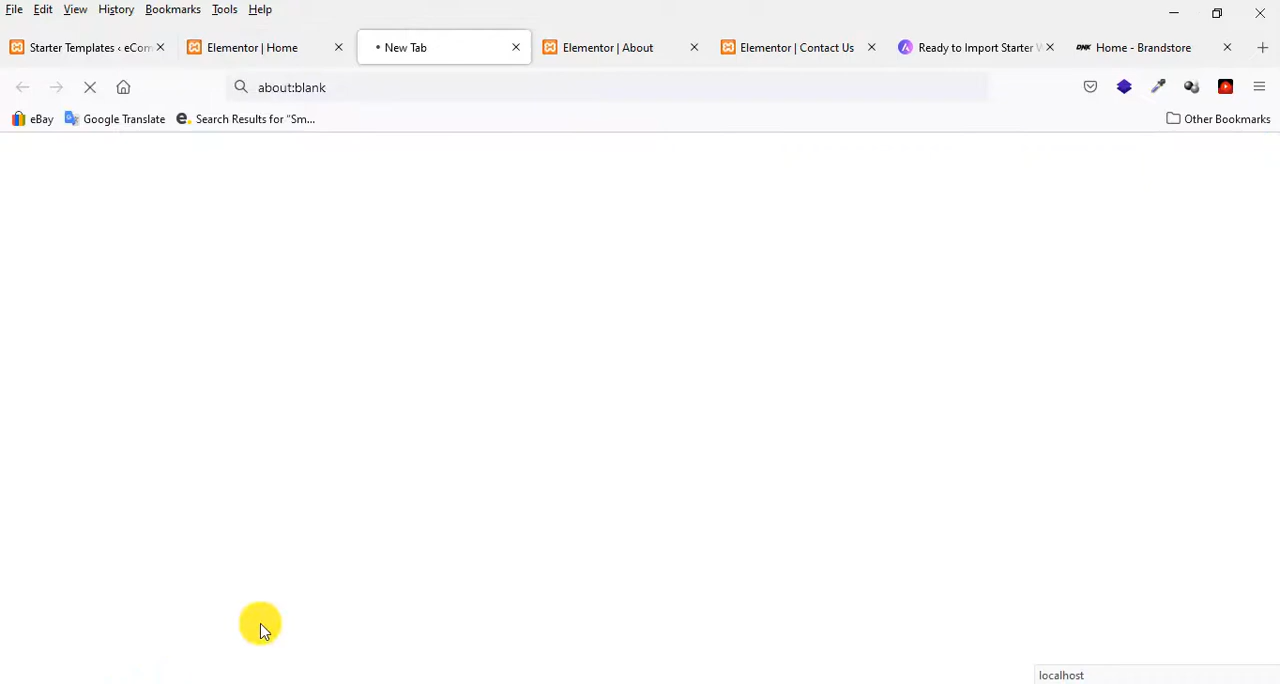 File Edit View History Bookmarks Tools Help
Starter Templates ‹ eCom Elementor | Home New Tab Elementor | About Elementor | Contact Us Ready to Import Starter W DNK Home - Brandstore
about:blank
eBay Google Translate e. Search Results for “Sm... Other Bookmarks
localhost